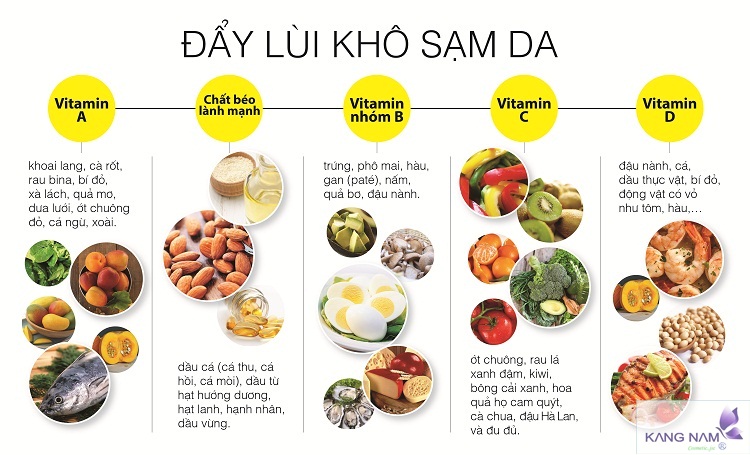 ĐẨY LÙI KHÔ SẠM DA
Vitamin
A
khoai lang, cà rốt,
rau bina, bí đỏ,
xà lách, quả mơ,
dưa lưới, ớt chuông
đỏ, cá ngừ, xoài.
Chất béo
lành mạnh
dầu cá (cá thu, cá
hồi, cá mòi), dầu từ
hạt hướng dương,
hạt lanh, hạnh nhân,
dầu vừng.
Vitamin
nhóm B
trứng, phô mai, hàu,
gan (paté), nấm,
quả bơ, đậu nành.
Vitamin
C
ớt chuông, rau lá
xanh đậm, kiwi,
bông cải xanh, hoa
quả họ cam quýt,
cà chua, đậu Hà Lan,
và đu đủ.
Vitamin
D
đậu nành, cá,
dầu thực vật, bí đỏ,
động vật có vỏ
như tôm, hàu,...
KANG NAM